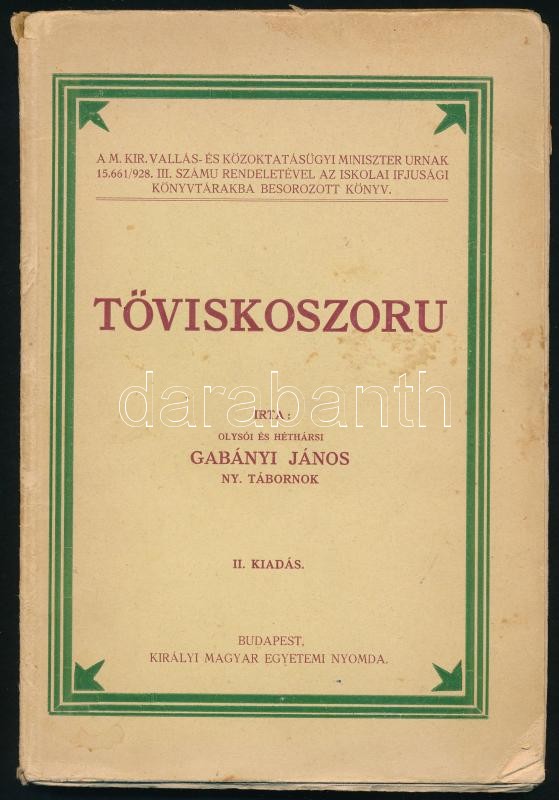 A M. KIR. VALLÁS- ÉS KÖZOKTATÁSÜGYI MINISZTER URNAK
15.661/928. III. SZÁMU RENDELETÉVEL AZ ISKOLAI IFJUSÁGI
KÖNYVTÁRAKBA BESOROZOTT KÖNYV.
TÖVISKOSZORU
darabanth
IRTA:
OLYSÓI ÉS HÉTHÁRSI
GABÁNYI JÁNOS
NY. TÁBORNOK
II. KIADÁS.
BUDAPEST,
KIRÁLYI MAGYAR EGYETEMI NYOMDA.